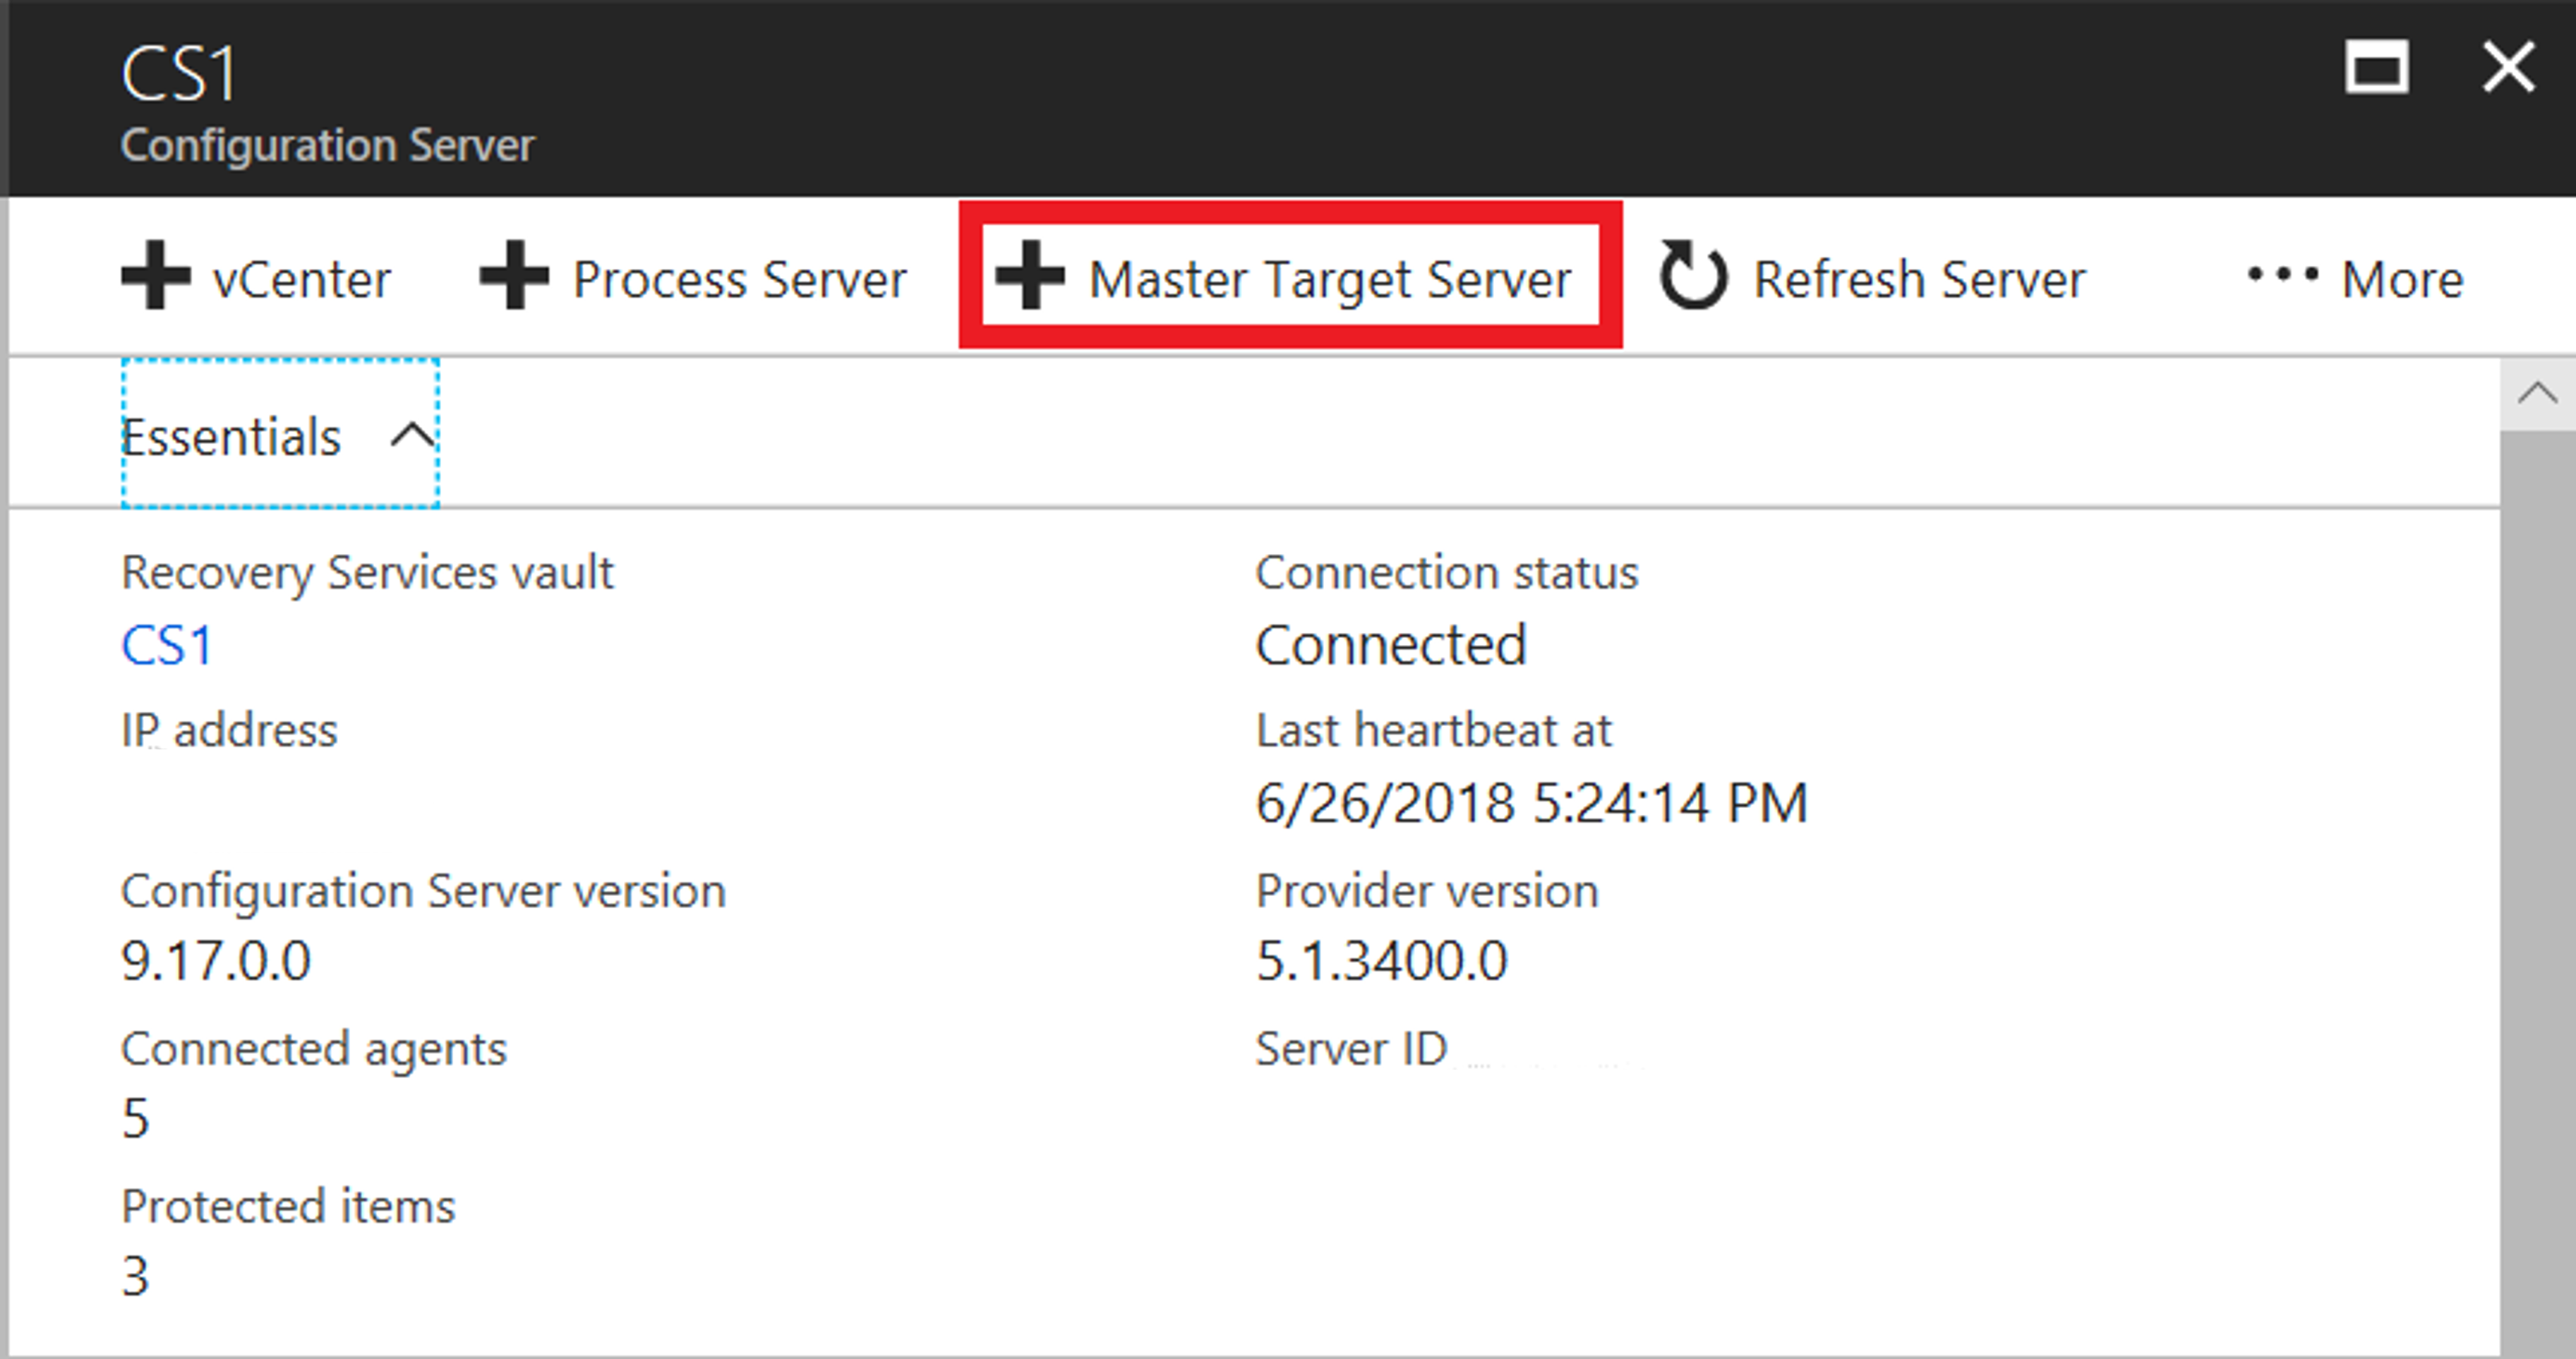 CS1
Configuration Server
vCenter Process Server Master Target Server Refresh Server ••• More
Essentials
Recovery Services vault Connection status
CS1 Connected
IP address Last heartbeat at
6/26/2018 5:24:14 PM
Configuration Server version Provider version
9.17.0.0 5.1.3400.0
Connected agents Server ID
5
Protected items
3